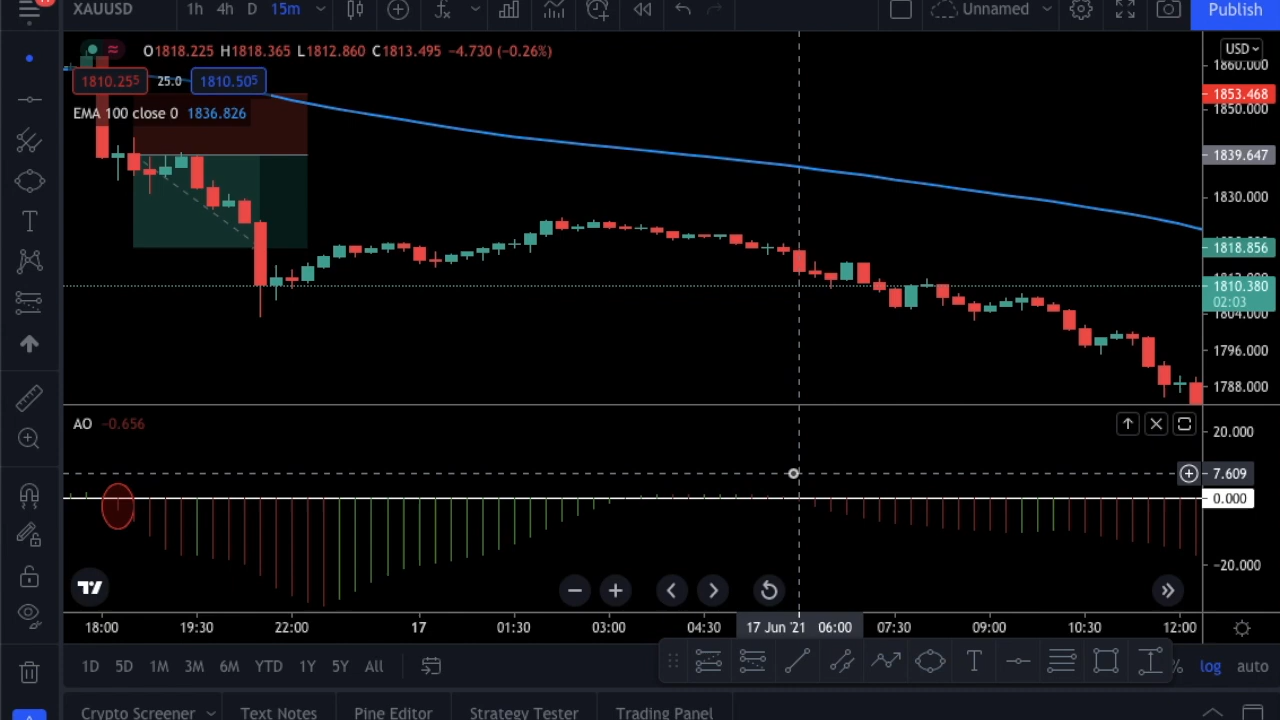 XAUUSD 1h 4h D 15m Unnamed Publish
O1818.225 H1818.365 L1812.860 C1813.495 −4.730 (−0.26%)
USD
1860.000
1810.255 25.0 1810.505
1853.468
1850.000
EMA 100 close 0 1836.826
1839.647
1830.000
1818.856
1810.380
02:03
1804.000
1796.000
1788.000
AO −0.656
20.000
7.609
0.000
−20.000
18:00 19:30 22:00 17 01:30 03:00 04:30 17 Jun '21 06:00 07:30 09:00 10:30 12:00
1D 5D 1M 3M 6M YTD 1Y 5Y All % log auto
Crypto Screener Text Notes Pine Editor Strategy Tester Trading Panel